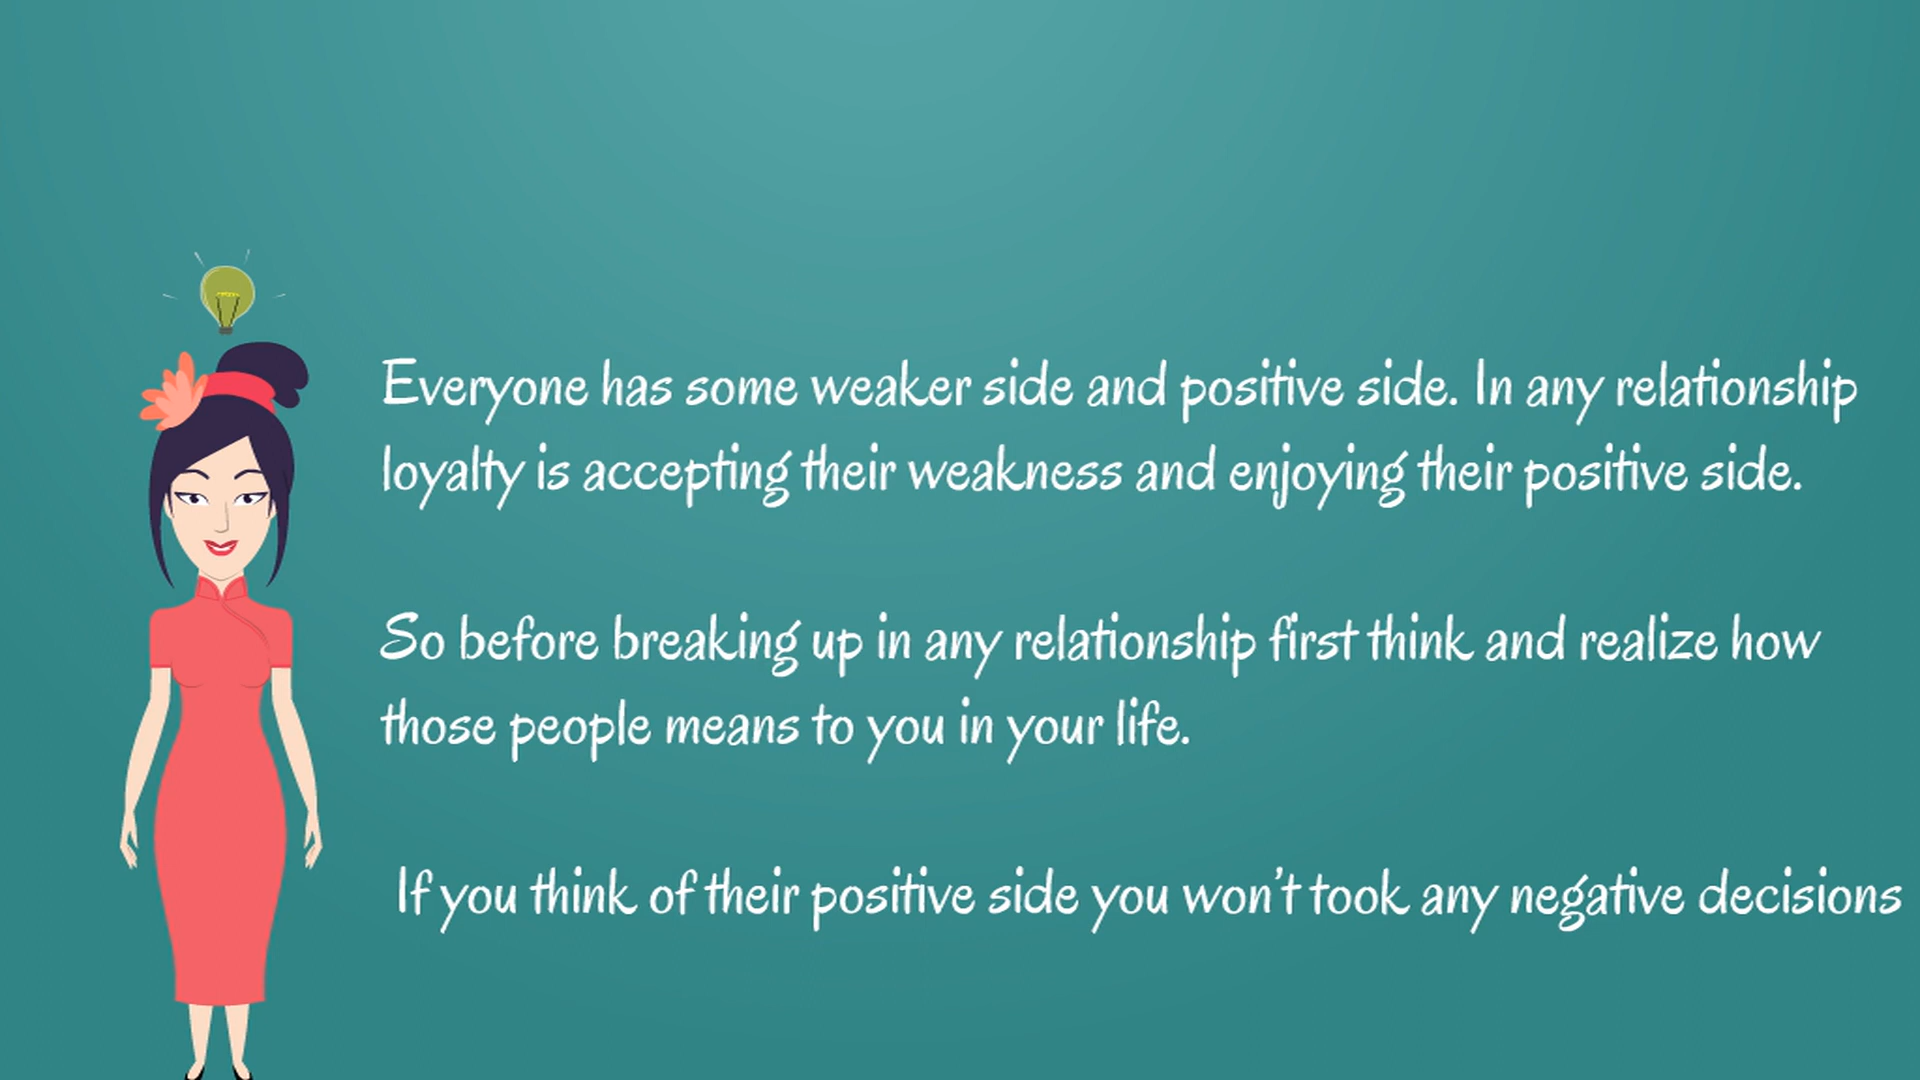 Everyone has some weaker side and positive side. In any relationship
loyalty is accepting their weakness and enjoying their positive side.
So before breaking up in any relationship first think and realize how
those people means to you in your life.
If you think of their positive side you won't took any negative decisions